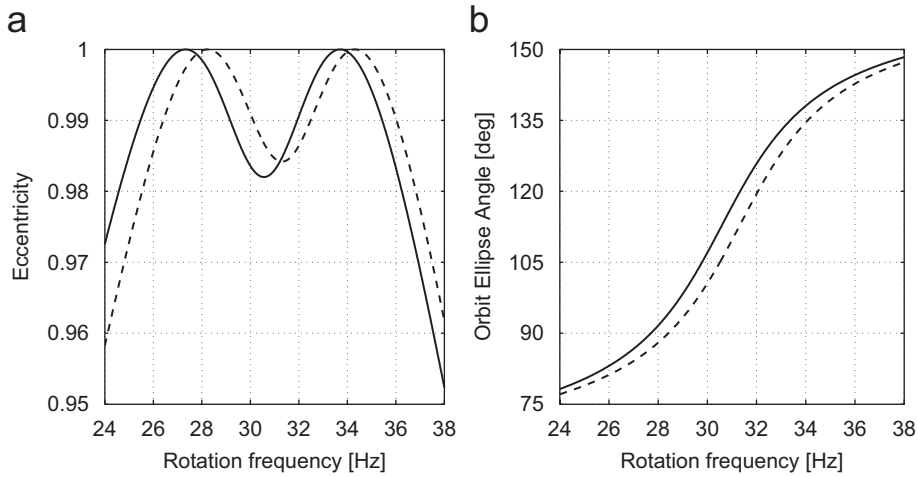 a
1
0.99
0.98
0.97
0.96
0.95
Eccentricity
24 26 28 30 32 34 36 38
Rotation frequency [Hz]
b
150
135
120
105
90
75
Orbit Ellipse Angle [deg]
24 26 28 30 32 34 36 38
Rotation frequency [Hz]